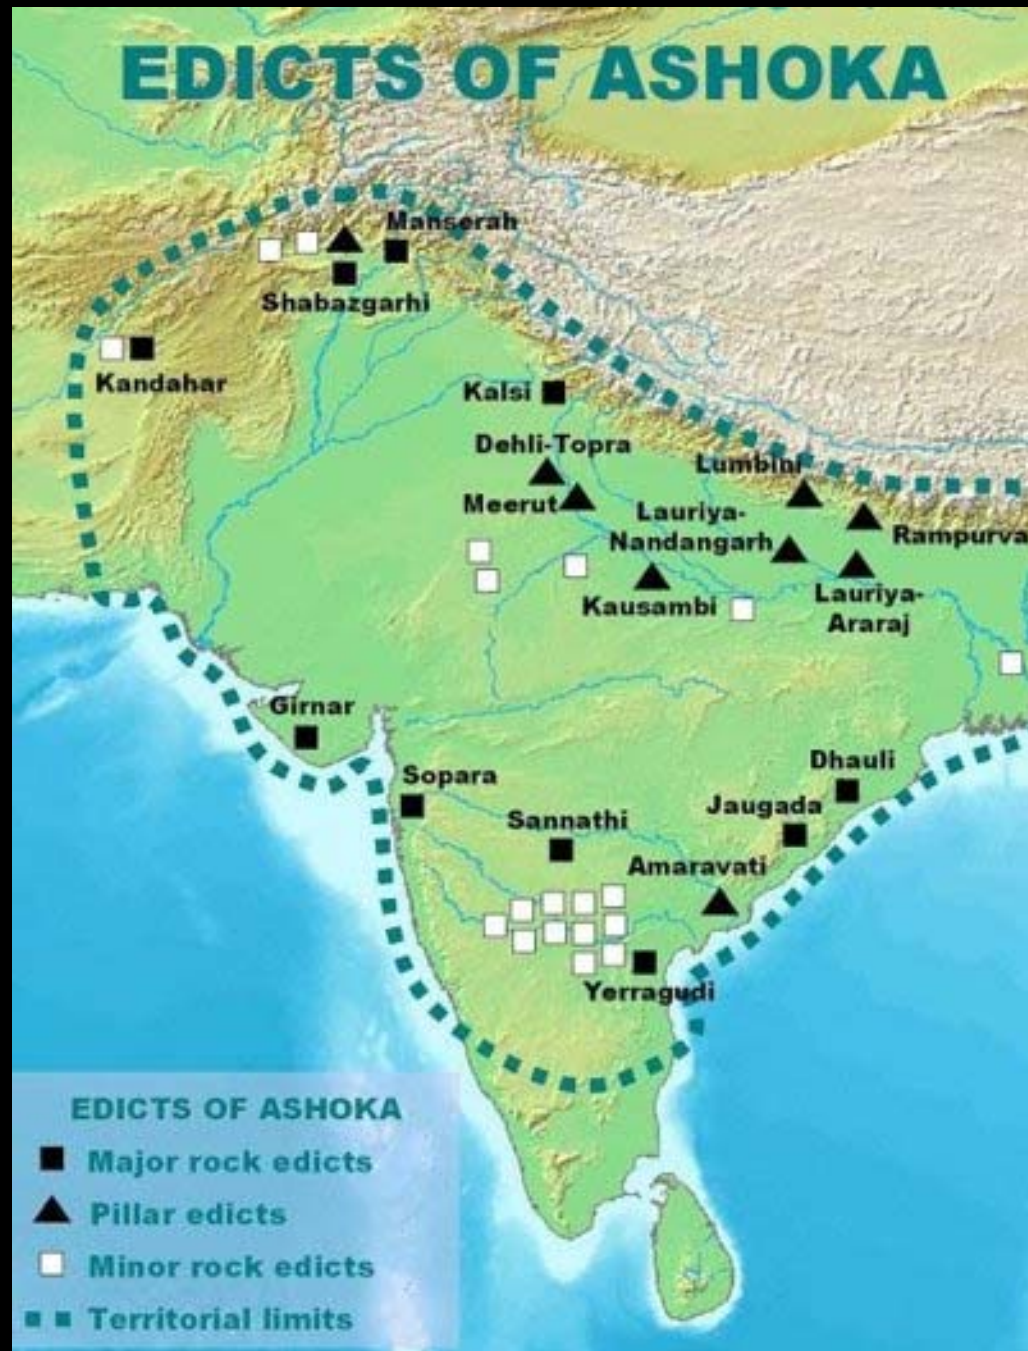 EDICTS OF ASHOKA
Manserah
Shabazgarhi
Kandahar
Kalsi
Dehli-Topra
Lumbini
Meerut
Lauriya-
Nandangarh
Rampurva
Kausambi
Lauriya-
Araraj
Girnar
Sopara
Dhauli
Sannathi
Jaugada
Amaravati
Yerragudi
EDICTS OF ASHOKA
Major rock edicts
Pillar edicts
Minor rock edicts
Territorial limits